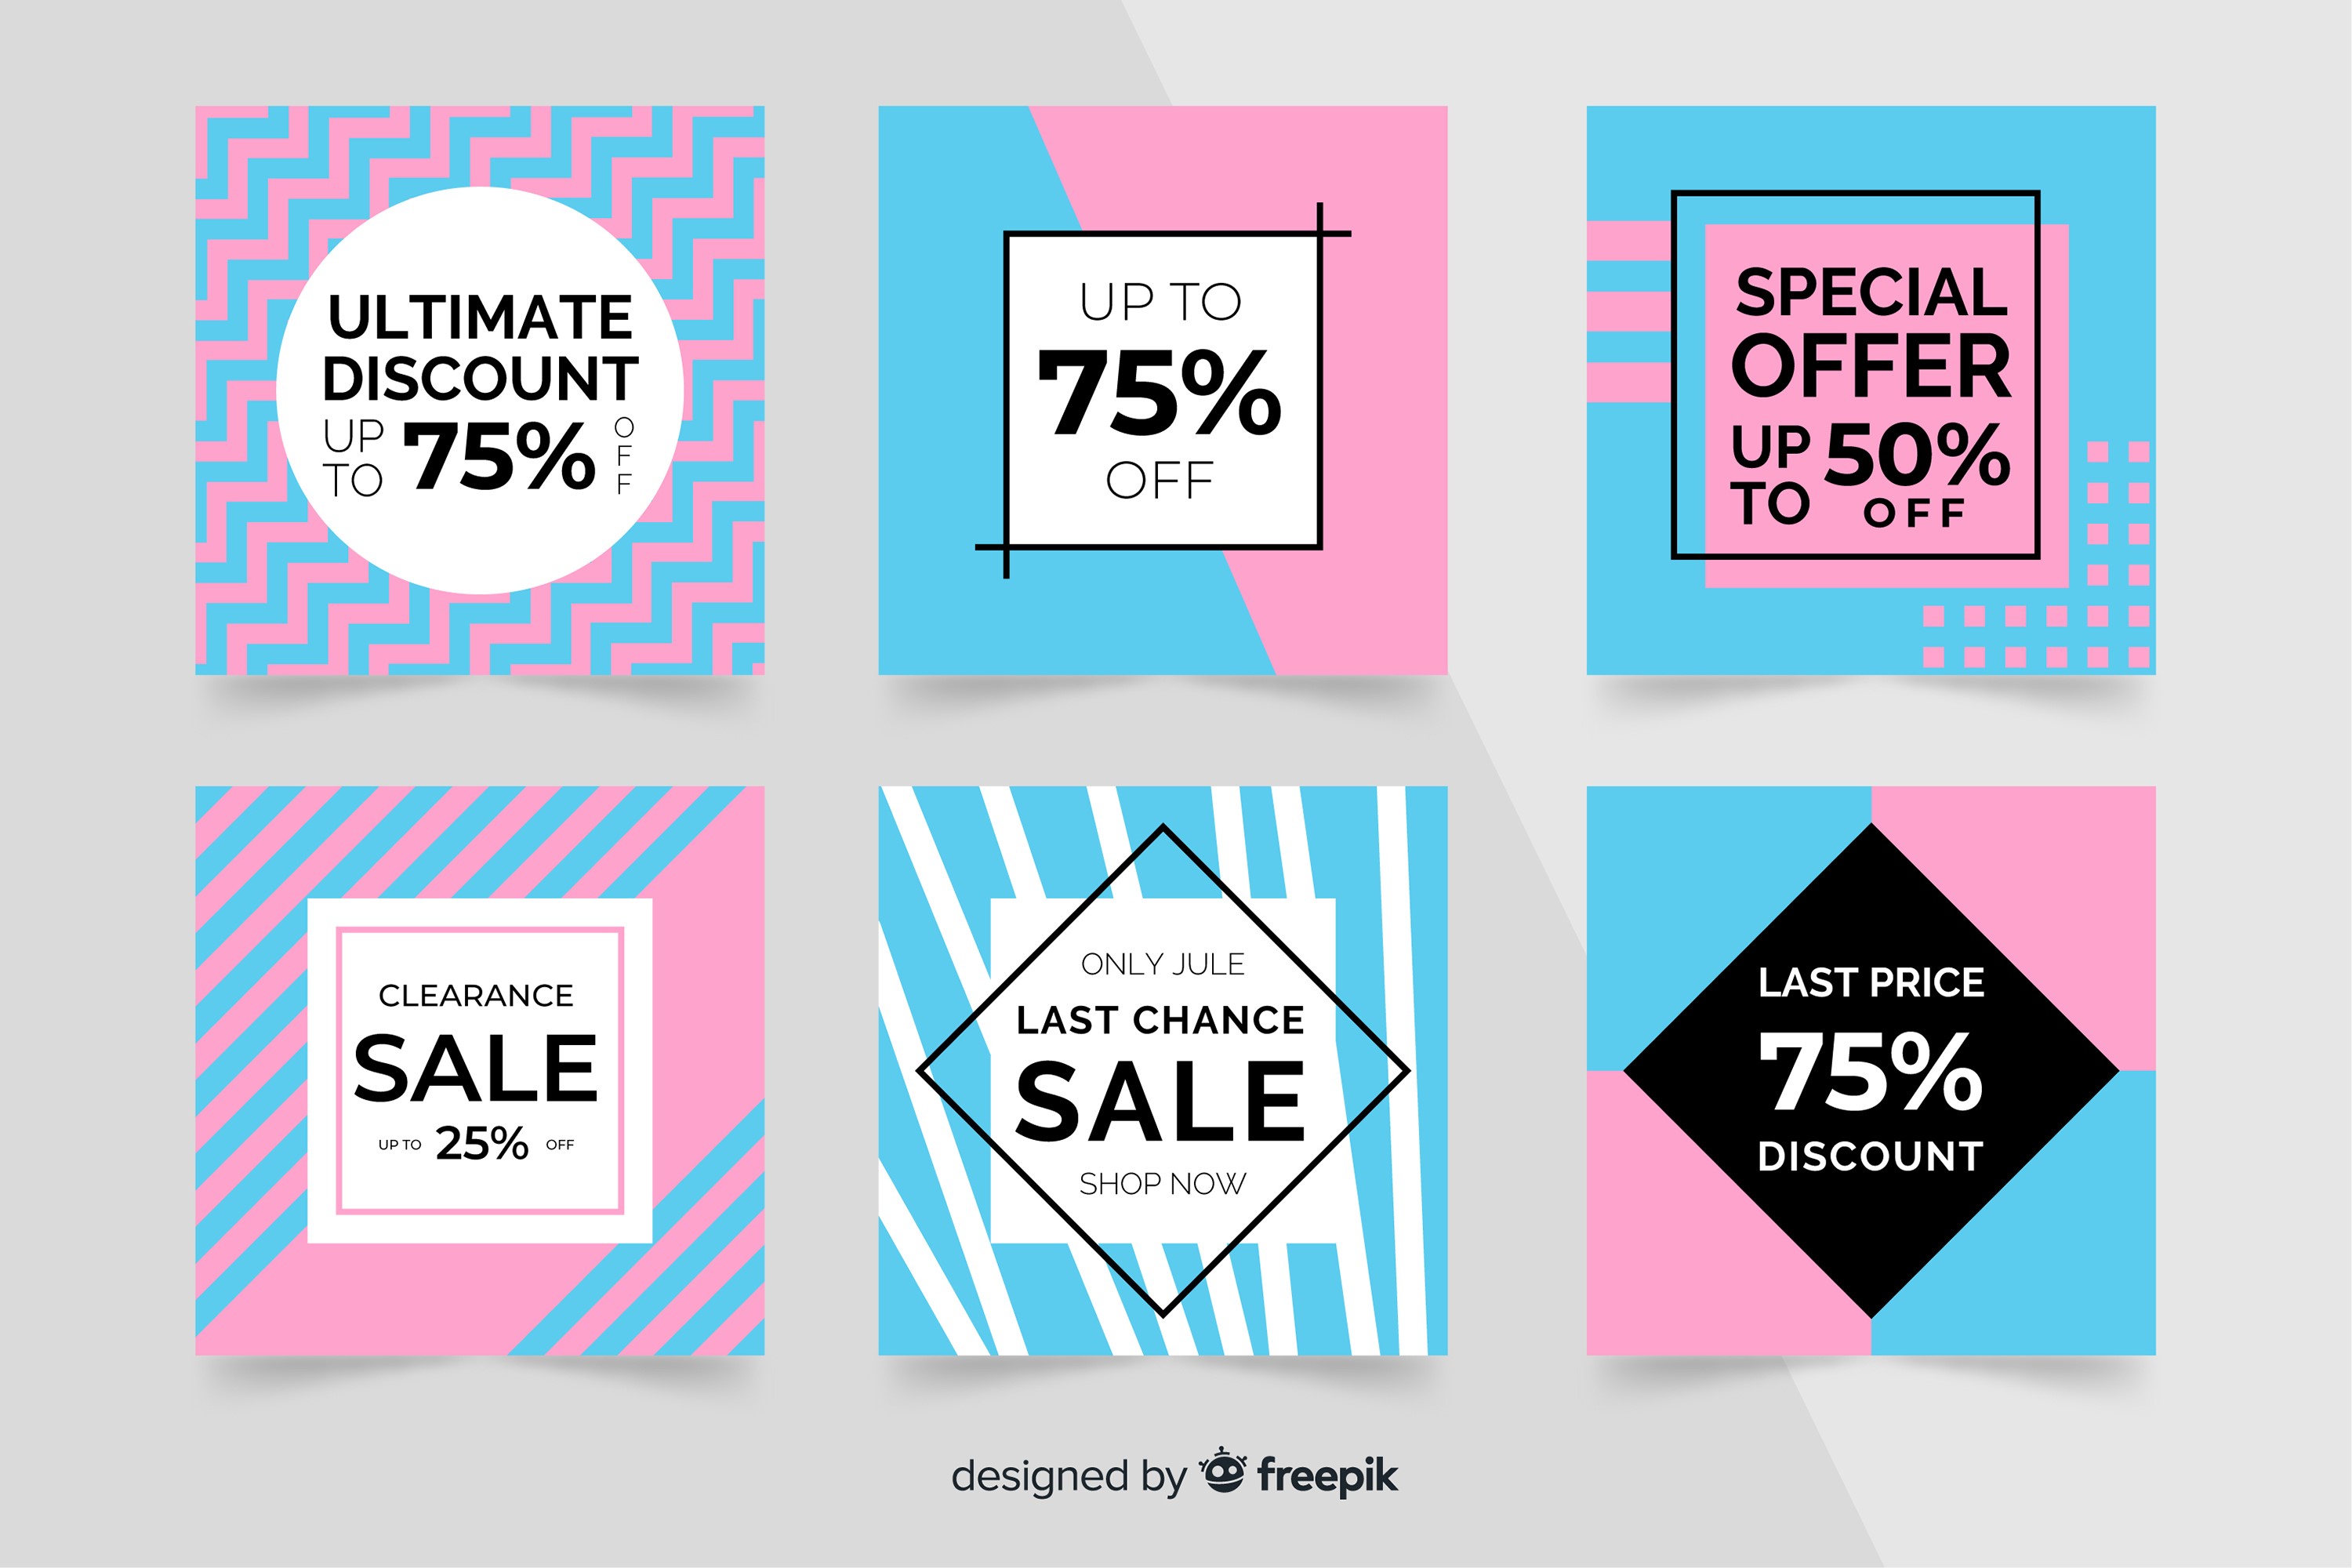 ULTIMATE
DISCOUNT
UP TO 75% OFF
UP TO
75%
OFF
SPECIAL
OFFER
UP TO 50%
OFF
CLEARANCE
SALE
UP TO 25% OFF
ONLY JULE
LAST CHANCE
SALE
SHOP NOW
LAST PRICE
75%
DISCOUNT
designed by freepik